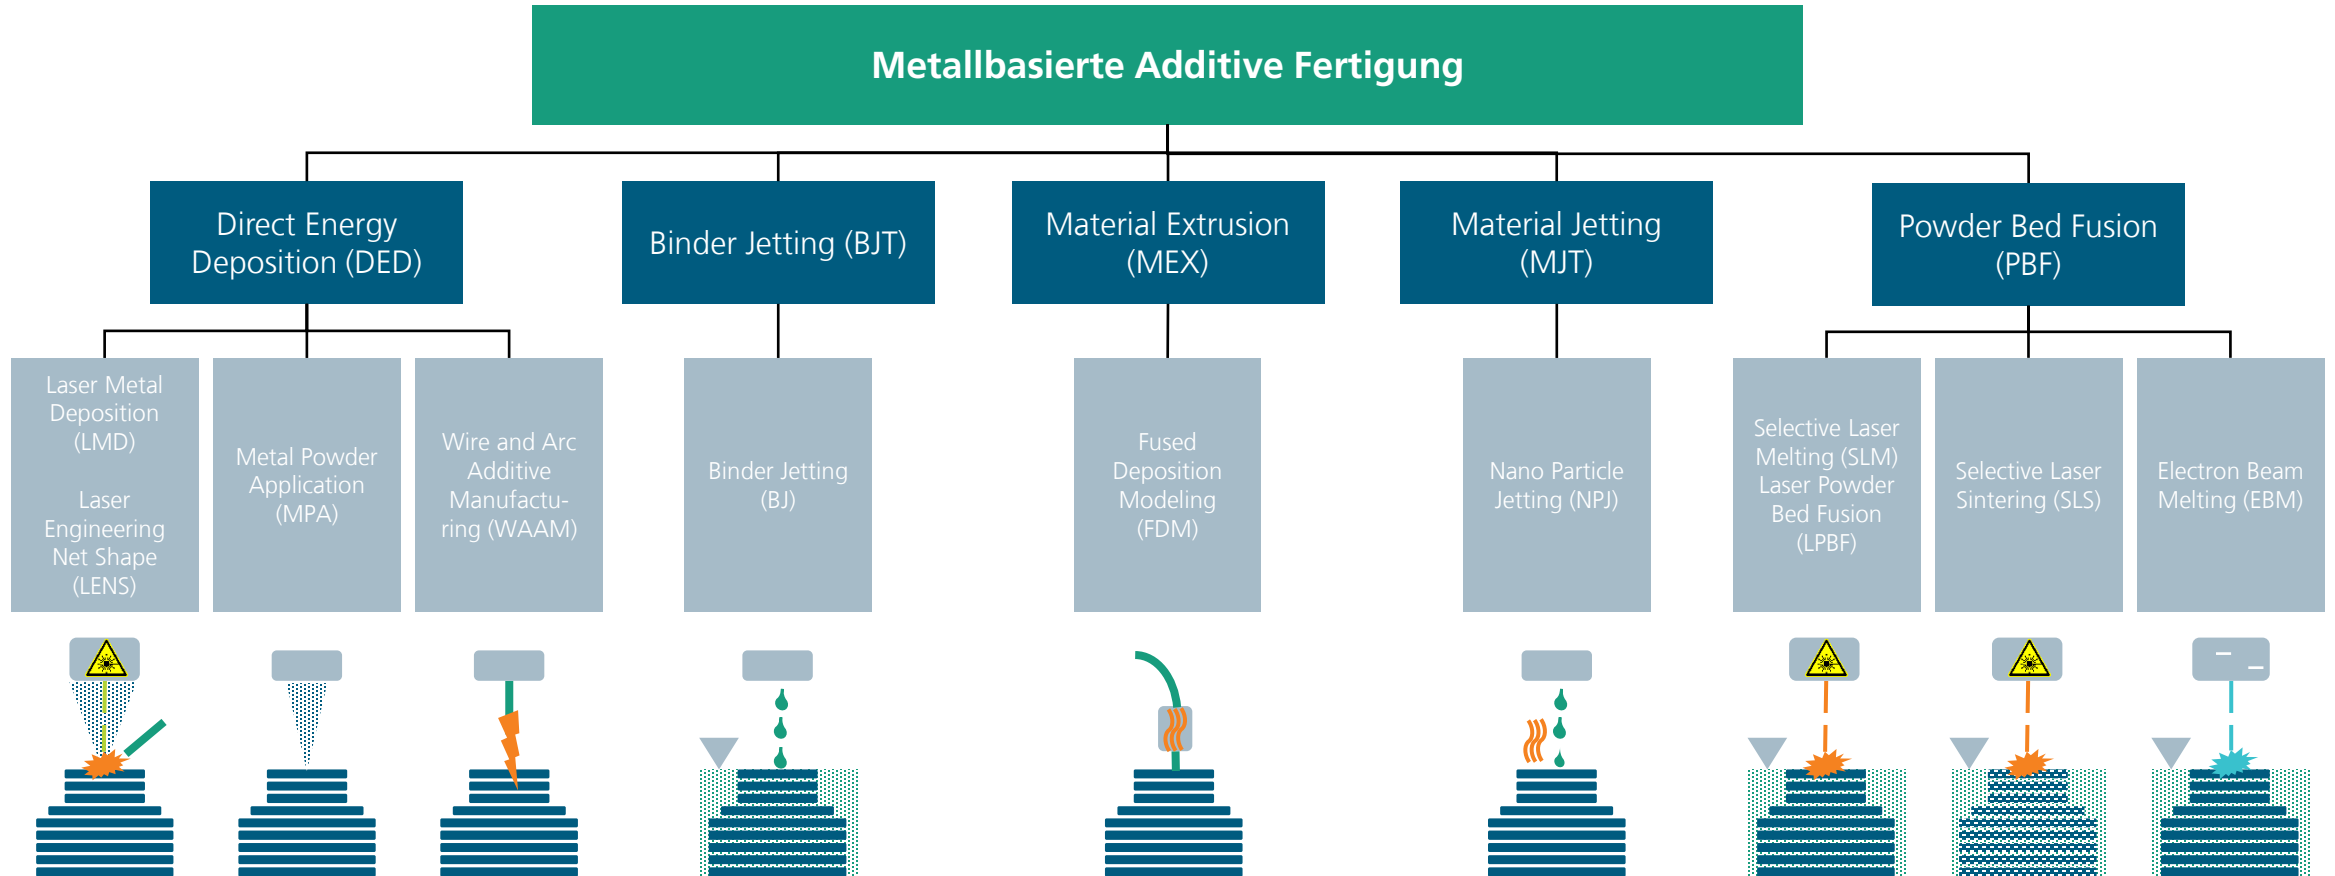 Metallbasierte Additive Fertigung
Direct Energy
Deposition (DED)
Binder Jetting (BJT)
Material Extrusion
(MEX)
Material Jetting
(MJT)
Powder Bed Fusion
(PBF)
Laser Metal
Deposition
(LMD)
Laser
Engineering
Net Shape
(LENS)
Metal Powder
Application
(MPA)
Wire and Arc
Additive
Manufactu-
ring (WAAM)
Binder Jetting
(BJ)
Fused
Deposition
Modeling
(FDM)
Nano Particle
Jetting (NPJ)
Selective Laser
Melting (SLM)
Laser Powder
Bed Fusion
(LPBF)
Selective Laser
Sintering (SLS)
Electron Beam
Melting (EBM)